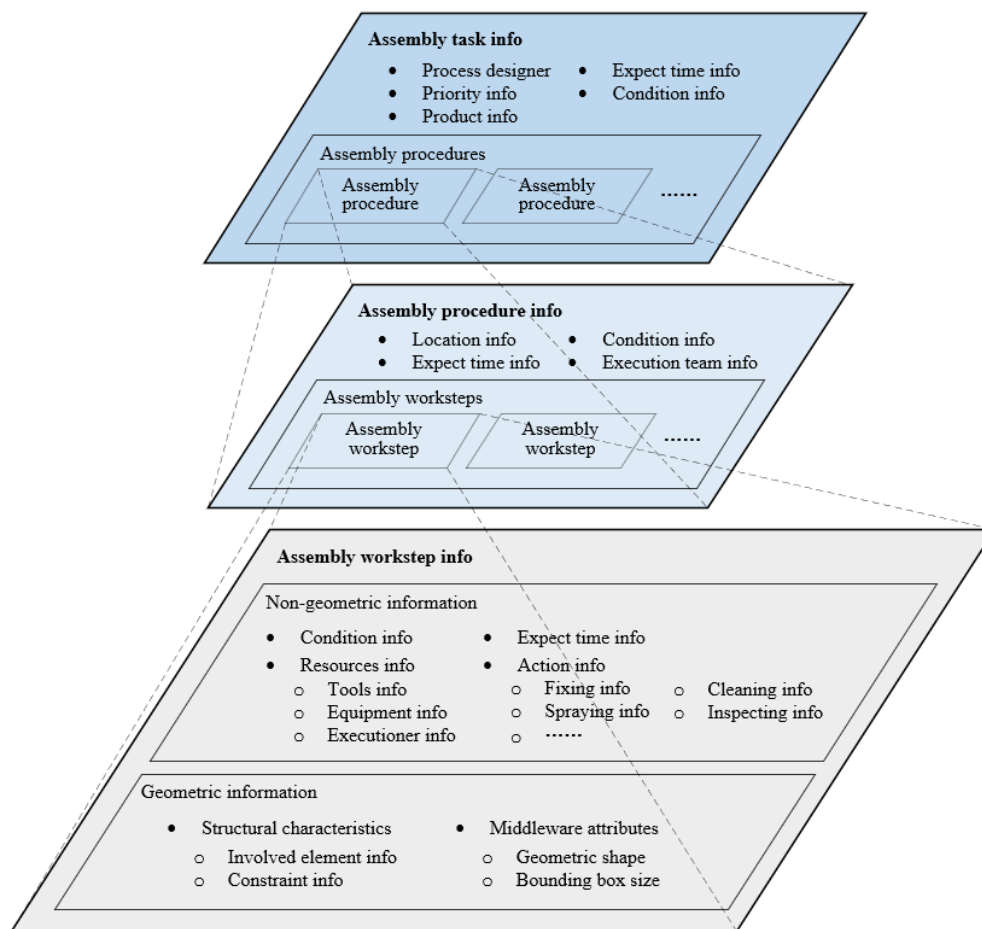 Assembly task info
• Process designer • Expect time info
• Priority info • Condition info
• Product info
Assembly procedures
Assembly procedure Assembly procedure ......
Assembly procedure info
• Location info • Condition info
• Expect time info • Execution team info
Assembly worksteps
Assembly workstep Assembly workstep ......
Assembly workstep info
Non-geometric information
• Condition info • Expect time info
• Resources info • Action info
o Tools info o Fixing info o Cleaning info
o Equipment info o Spraying info o Inspecting info
o Executioner info o ......
Geometric information
• Structural characteristics • Middleware attributes
o Involved element info o Geometric shape
o Constraint info o Bounding box size